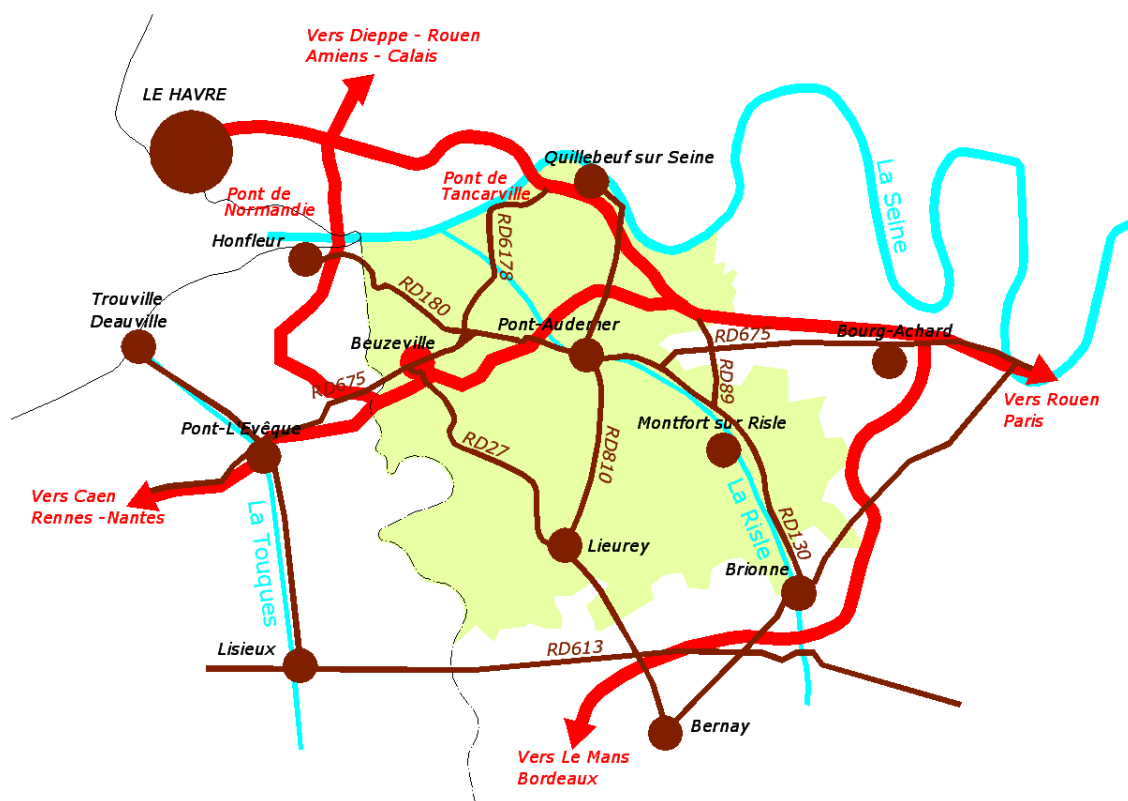 Vers Dieppe - Rouen
Amiens - Calais
LE HAVRE
Quillebeuf sur Seine
Pont de
Tancarville
La Seine
Pont de
Normandie
Honfleur
RD6178
RD180
Trouville
Deauville
Pont-Audemer
RD675
Bourg-Achard
Beuzeville
RD675
RD89
Vers Rouen
Paris
Montfort sur Risle
Pont-L'Evêque
RD27
RD810
Vers Caen
Rennes -Nantes
La Touques
La Risle
RD130
Lieurey
Brionne
Lisieux
RD613
Bernay
Vers Le Mans
Bordeaux